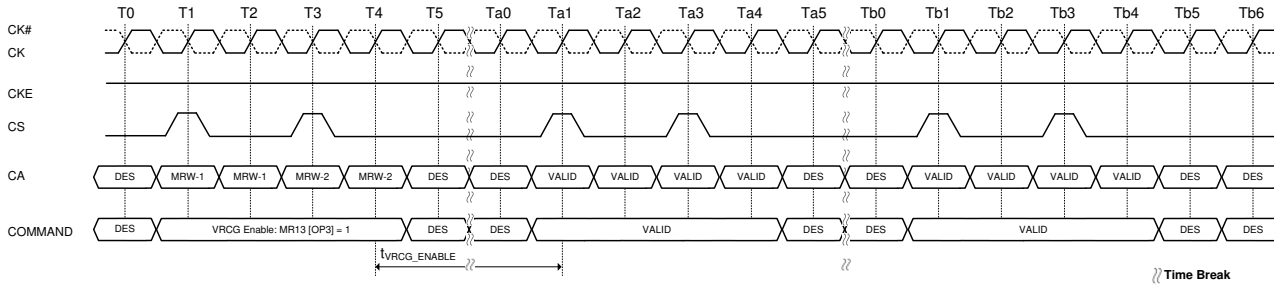 T0 T1 T2 T3 T4 T5 Ta0 Ta1 Ta2 Ta3 Ta4 Ta5 Tb0 Tb1 Tb2 Tb3 Tb4 Tb5 Tb6
CK#
CK
CKE
CS
CA DES MRW-1 MRW-1 MRW-2 MRW-2 DES DES VALID VALID VALID VALID DES DES VALID VALID VALID VALID DES DES
COMMAND DES VRCG Enable: MR13 [OP3] = 1 DES DES VALID DES DES VALID DES DES
tVRCG_ENABLE
Time Break